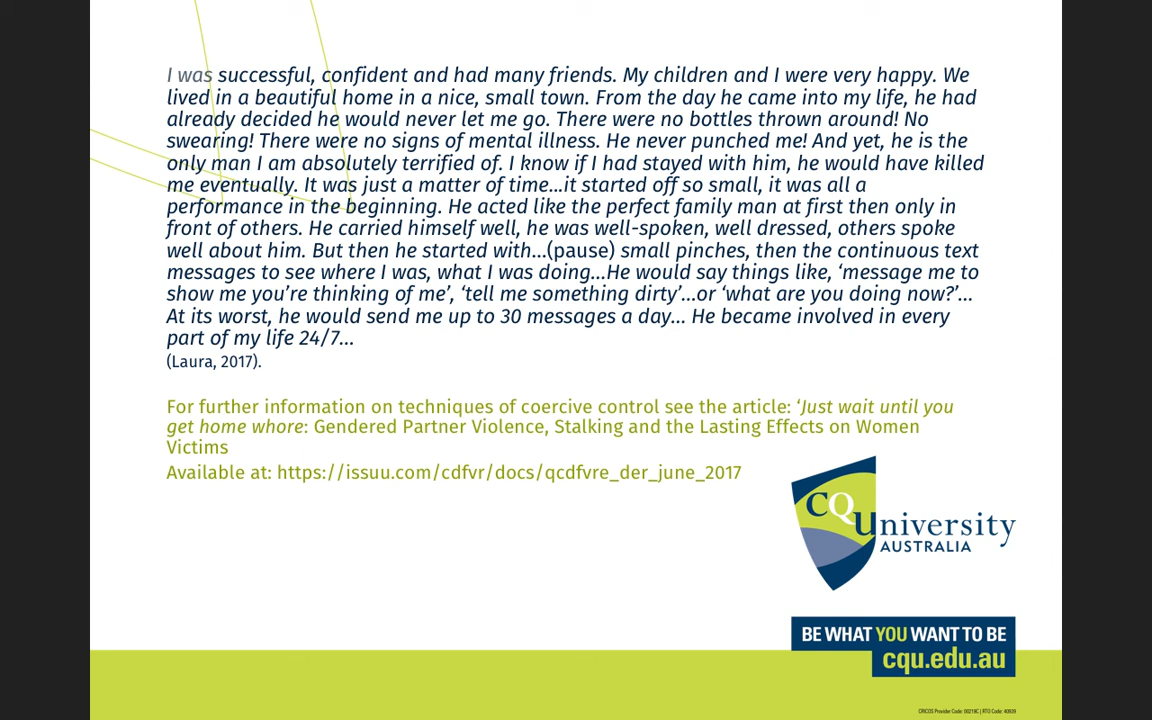 I was successful, confident and had many friends. My children and I were very happy. We
lived in a beautiful home in a nice, small town. From the day he came into my life, he had
already decided he would never let me go. There were no bottles thrown around! No
swearing! There were no signs of mental illness. He never punched me! And yet, he is the
only man I am absolutely terrified of. I know if I had stayed with him, he would have killed
me eventually. It was just a matter of time...it started off so small, it was all a
performance in the beginning. He acted like the perfect family man at first then only in
front of others. He carried himself well, he was well-spoken, well dressed, others spoke
well about him. But then he started with...(pause) small pinches, then the continuous text
messages to see where I was, what I was doing...He would say things like, ‘message me to
show me you’re thinking of me’, ‘tell me something dirty’...or ‘what are you doing now?’...
At its worst, he would send me up to 30 messages a day... He became involved in every
part of my life 24/7...
(Laura, 2017).
For further information on techniques of coercive control see the article: ‘Just wait until you
get home whore: Gendered Partner Violence, Stalking and the Lasting Effects on Women
Victims
Available at: https://issuu.com/cdfvr/docs/qcdfvre_der_june_2017
CQUniversity
AUSTRALIA
BE WHAT YOU WANT TO BE
cqu.edu.au
CRICOS Provider Code: 00219C | RTO Code: 40939